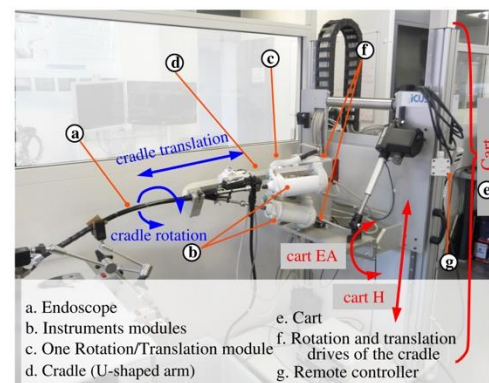 f
d
c
iCUB
a
cradle translation
Cart
e
cradle rotation
b
cart EA
g
cart H
a. Endoscope
b. Instruments modules
c. One Rotation/Translation module
d. Cradle (U-shaped arm)
e. Cart
f. Rotation and translation
drives of the cradle
g. Remote controller